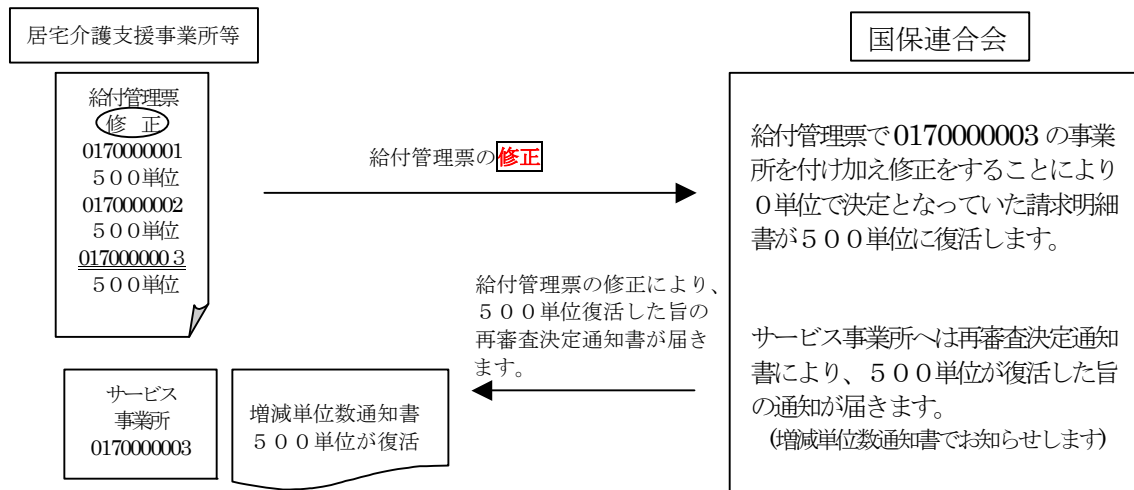 居宅介護支援事業所等
国保連合会
給付管理票
修 正
0170000001
５００単位
0170000002
５００単位
0170000003
５００単位
給付管理票の修正
給付管理票で0170000003の事業
所を付け加え修正をすることにより
０単位で決定となっていた請求明細
書が５００単位に復活します。
給付管理票の修正により、
５００単位復活した旨の
再審査決定通知書が届き
ます。
サービス事業所へは再審査決定通知
書により、５００単位が復活した旨
の通知が届きます。
(増減単位数通知書でお知らせします)
サービス
事業所
0170000003
増減単位数通知書
５００単位が復活